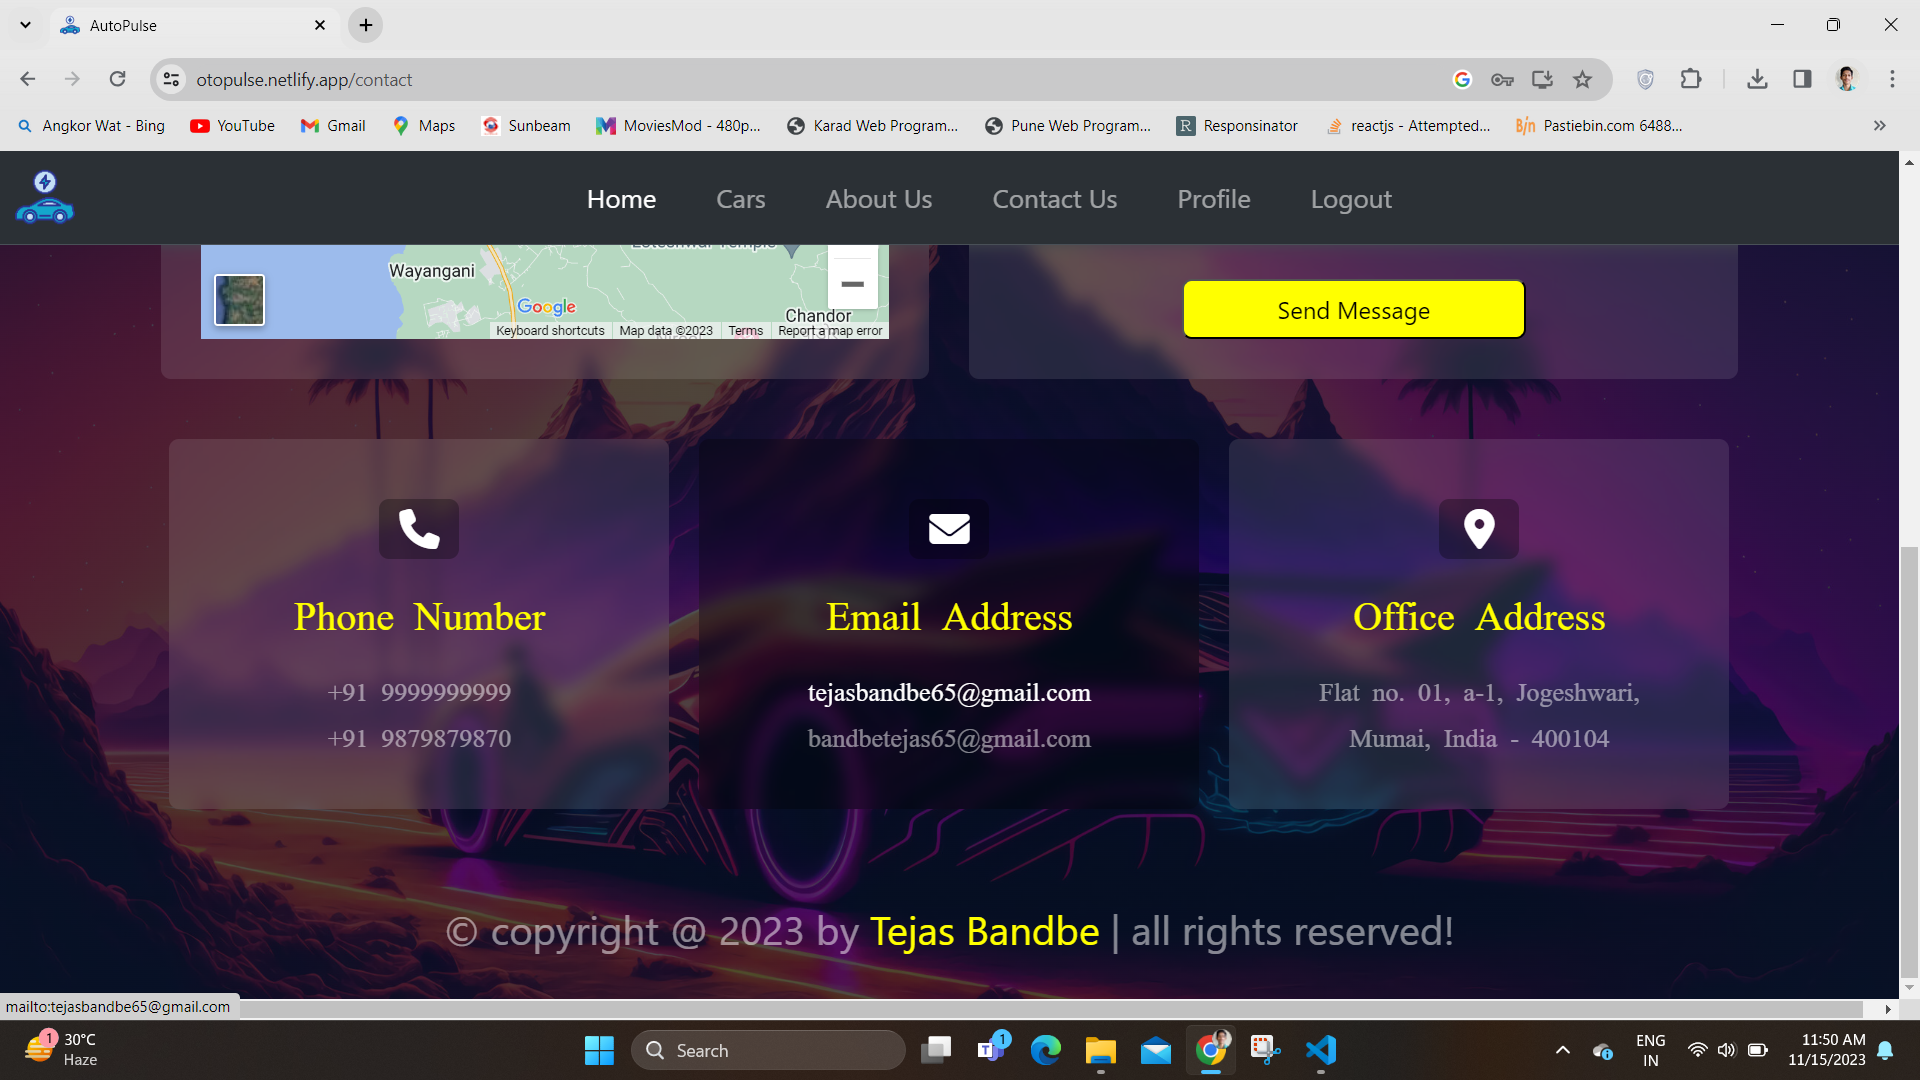 AutoPulse
otopulse.netlify.app/contact
Angkor Wat - Bing YouTube Gmail Maps Sunbeam MoviesMod - 480p... Karad Web Program... Pune Web Program... Responsinator reactjs - Attempted... Pastiebin.com 6488...
Home Cars About Us Contact Us Profile Logout
Wayangani
Google
Chandor
Keyboard shortcuts Map data ©2023 Terms Report a map error
Send Message
Phone Number
+91 9999999999
+91 9879879870
Email Address
tejasbandbe65@gmail.com
bandbetejas65@gmail.com
Office Address
Flat no. 01, a-1, Jogeshwari,
Mumai, India - 400104
© copyright @ 2023 by Tejas Bandbe | all rights reserved!
mailto:tejasbandbe65@gmail.com
1
30°C
Haze
Search
1
ENG
IN
11:50 AM
11/15/2023